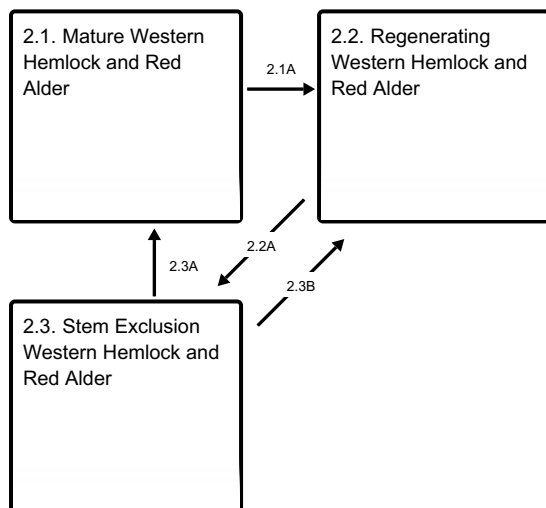 2.1. Mature Western
Hemlock and Red
Alder
2.1A
2.2. Regenerating
Western Hemlock and
Red Alder
2.2A
2.3A
2.3B
2.3. Stem Exclusion
Western Hemlock and
Red Alder